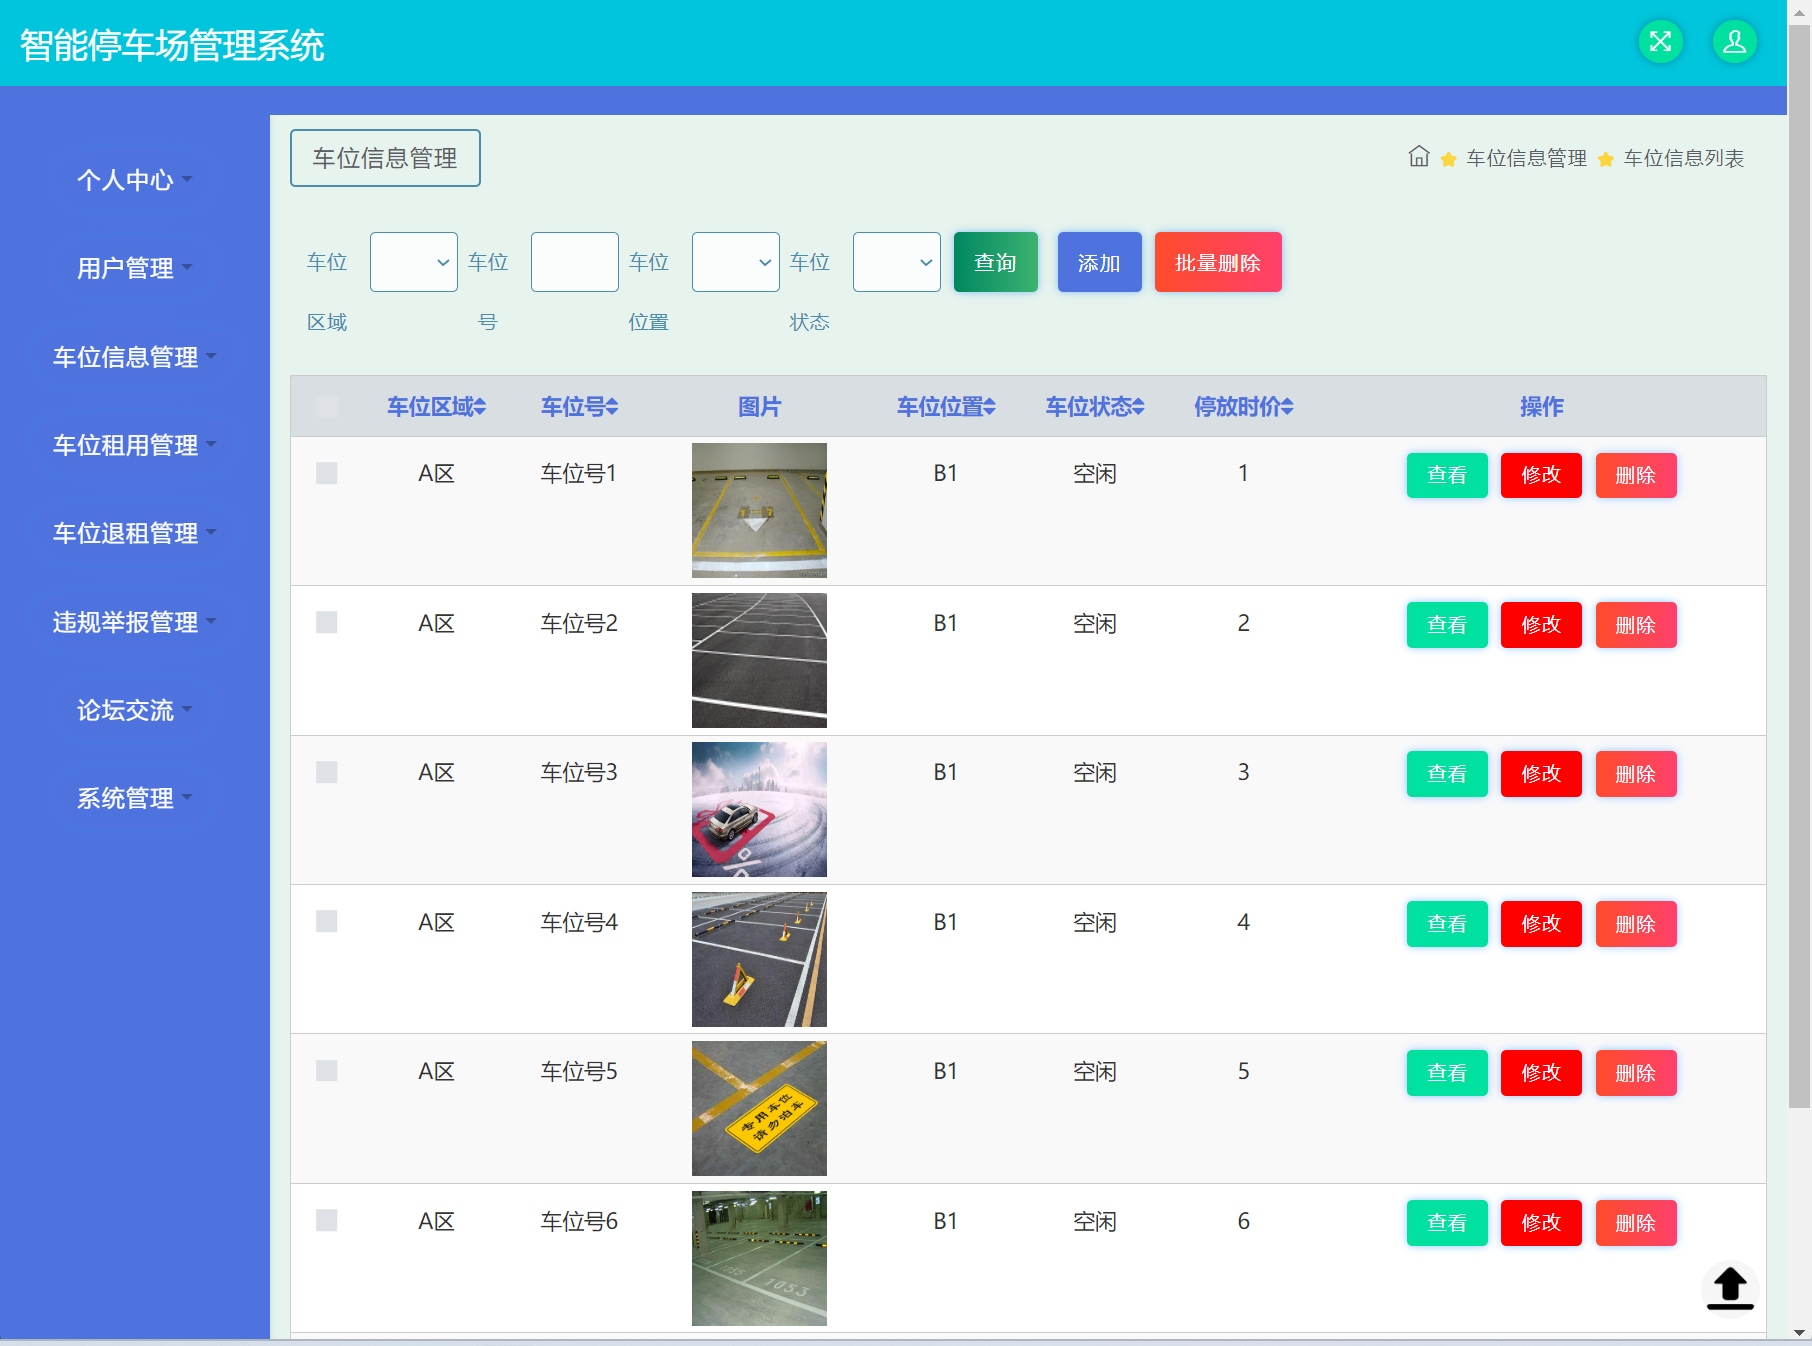 智能停车场管理系统
个人中心
用户管理
车位信息管理
车位租用管理
车位退租管理
违规举报管理
论坛交流
系统管理
车位信息管理
车位信息管理 车位信息列表
车位区域 车位号 车位位置 车位状态 查询 添加 批量删除
车位区域 车位号 图片 车位位置 车位状态 停放时价 操作
A区 车位号1 B1 空闲 1 查看 修改 删除
A区 车位号2 B1 空闲 2 查看 修改 删除
A区 车位号3 B1 空闲 3 查看 修改 删除
A区 车位号4 B1 空闲 4 查看 修改 删除
A区 车位号5 B1 空闲 5 查看 修改 删除
专用车位
请勿泊车
A区 车位号6 B1 空闲 6 查看 修改 删除
1053